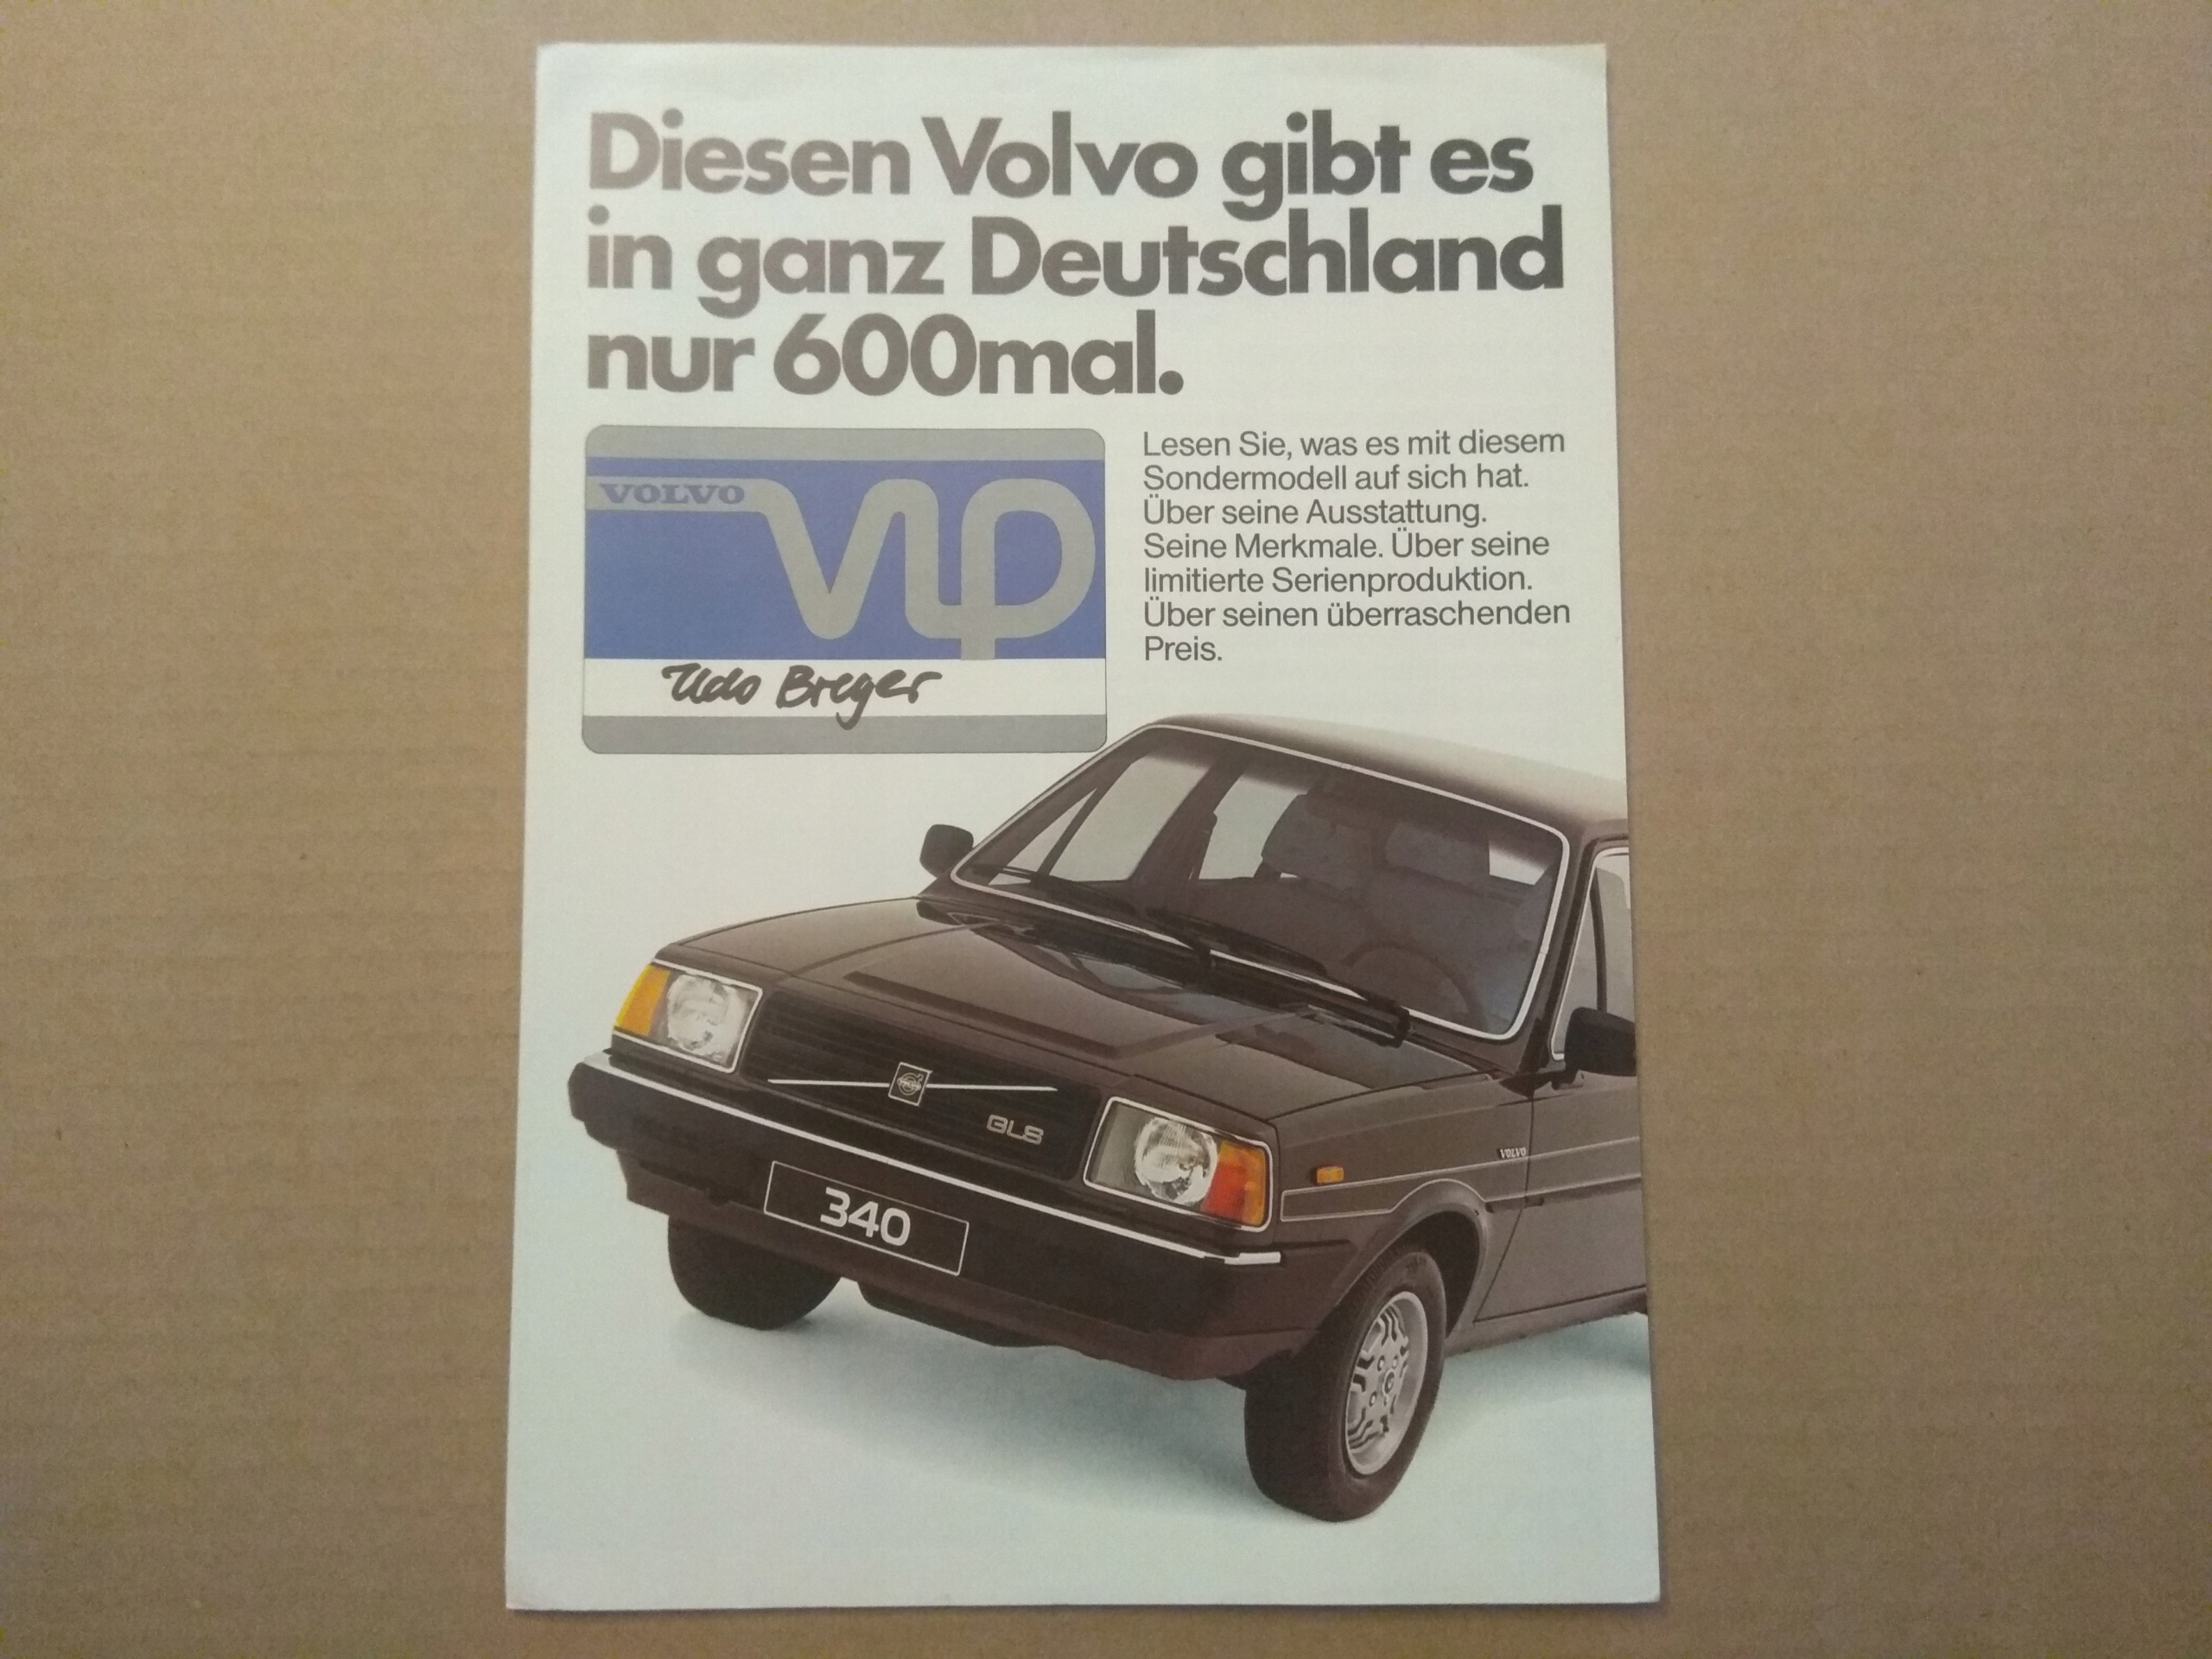 Diesen Volvo gibt es
in ganz Deutschland
nur 600mal.
VOLVO
VIP
Udo Breger
Lesen Sie, was es mit diesem
Sondermodell auf sich hat.
Über seine Ausstattung.
Seine Merkmale. Über seine
limitierte Serienproduktion.
Über seinen überraschenden
Preis.
GLS
VOLVO
340